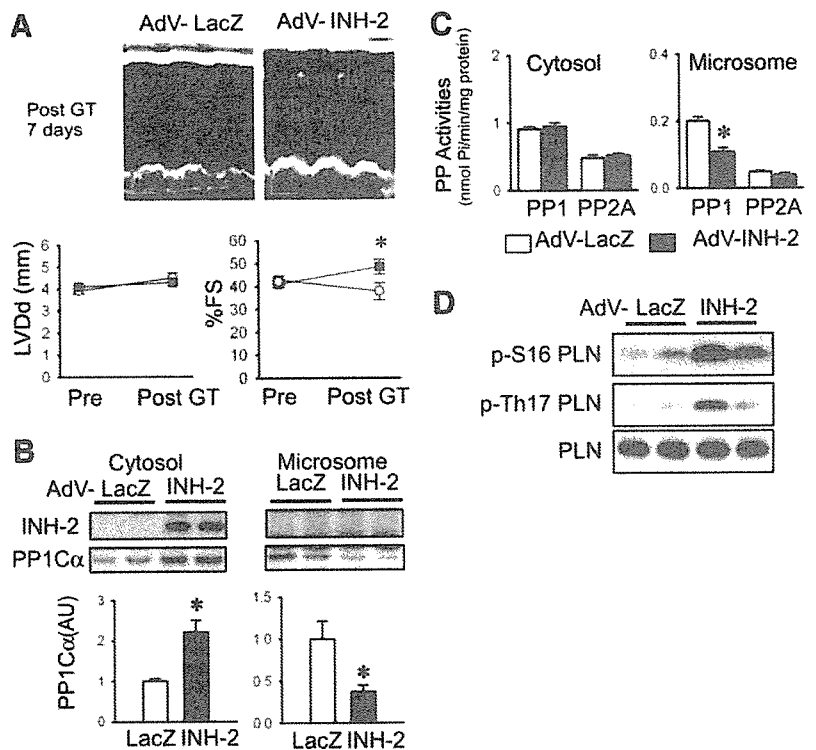 A
AdV- LacZ AdV- INH-2
Post GT
7 days
LVDd (mm)
6
5
4
3
2
1
0
Pre Post GT
%FS
60
50
40
30
20
10
0
*
Pre Post GT
B
Cytosol Microsome
AdV- LacZ INH-2 LacZ INH-2
INH-2
PP1Cα
PP1Cα(AU)
3
2
1
0
*
LacZ INH-2
1.5
1.0
0.5
0.0
*
LacZ INH-2
C
PP Activities
(nmol Pi/min/mg protein)
2
1
0
Cytosol
PP1 PP2A
0.4
0.2
0.0
Microsome
*
PP1 PP2A
AdV-LacZ AdV-INH-2
D
AdV- LacZ INH-2
p-S16 PLN
p-Th17 PLN
PLN